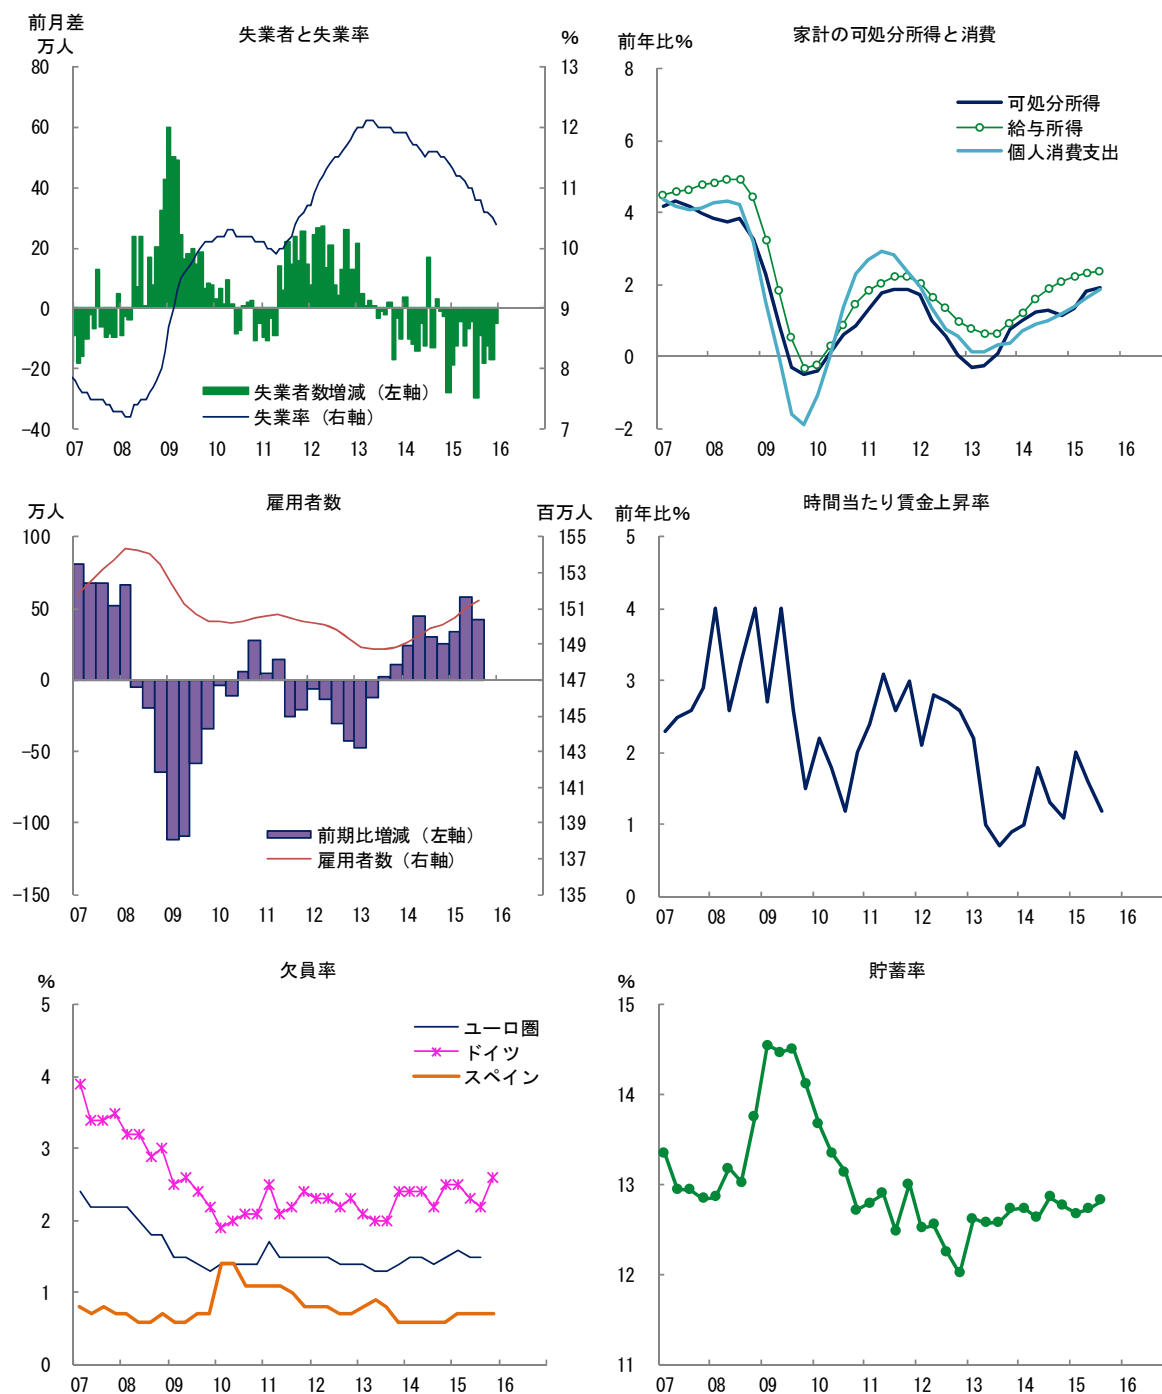 失業者と失業率
前月差
万人
%
80
60
40
20
0
−20
−40
13
12
11
10
9
8
7
失業者数増減（左軸）
失業率（右軸）
07 08 09 10 11 12 13 14 15 16
家計の可処分所得と消費
前年比%
8
6
4
2
0
−2
可処分所得
給与所得
個人消費支出
07 08 09 10 11 12 13 14 15 16
雇用者数
万人
百万人
100
50
0
−50
−100
−150
155
153
151
149
147
145
143
141
139
137
135
前期比増減（左軸）
雇用者数（右軸）
07 08 09 10 11 12 13 14 15 16
時間当たり賃金上昇率
前年比%
5
4
3
2
1
0
07 08 09 10 11 12 13 14 15 16
欠員率
%
5
4
3
2
1
0
ユーロ圏
ドイツ
スペイン
07 08 09 10 11 12 13 14 15 16
貯蓄率
%
15
14
13
12
11
07 08 09 10 11 12 13 14 15 16